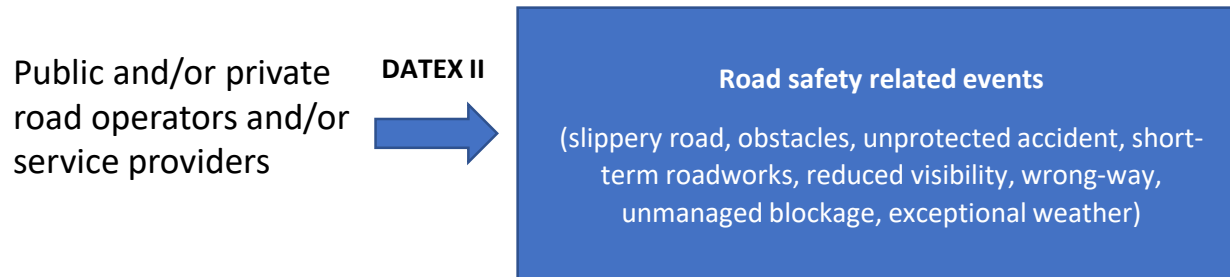 Public and/or private
road operators and/or
service providers
DATEX II
Road safety related events
(slippery road, obstacles, unprotected accident, short-
term roadworks, reduced visibility, wrong-way,
unmanaged blockage, exceptional weather)